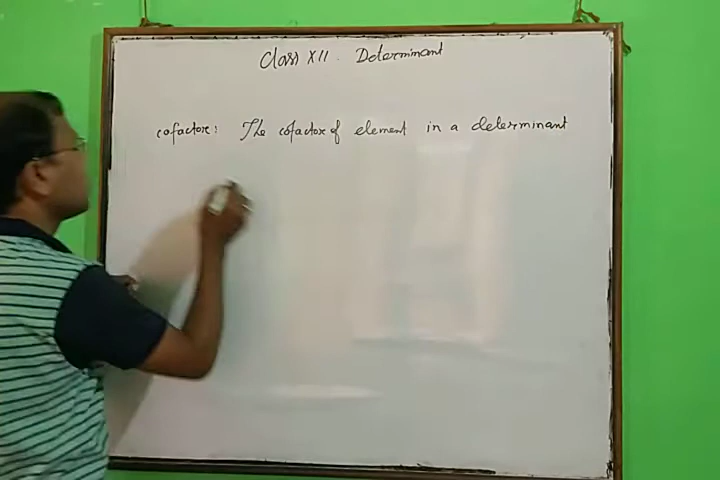 Class XII. Determinant
cofactor: The cofactor of element in a determinant